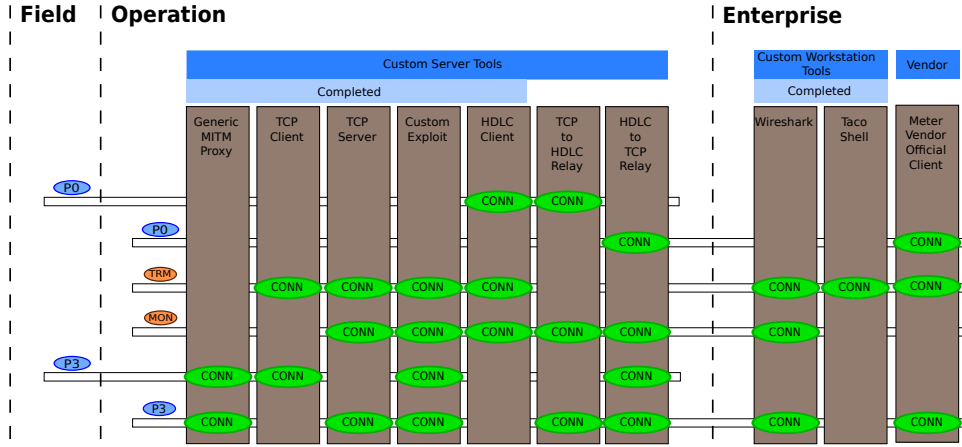 Field
Operation
Enterprise
Custom Server Tools
Custom Workstation
Tools
Vendor
Completed
Completed
Generic
MITM
Proxy
TCP
Client
TCP
Server
Custom
Exploit
HDLC
Client
TCP
to
HDLC
Relay
HDLC
to
TCP
Relay
Wireshark
Taco
Shell
Meter
Vendor
Official
Client
P0
CONN CONN
P0
CONN CONN
TRM
CONN CONN CONN CONN CONN CONN CONN
MON
CONN CONN CONN CONN CONN CONN
P3
CONN CONN CONN CONN
P3
CONN CONN CONN CONN CONN CONN CONN